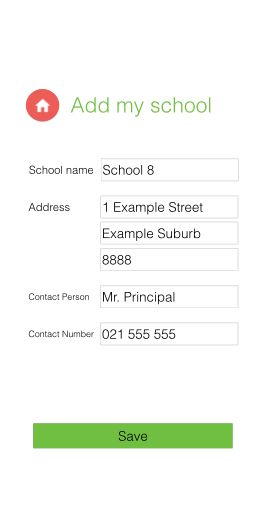 Add my school
School name School 8
Address 1 Example Street
Example Suburb
8888
Contact Person Mr. Principal
Contact Number 021 555 555
Save